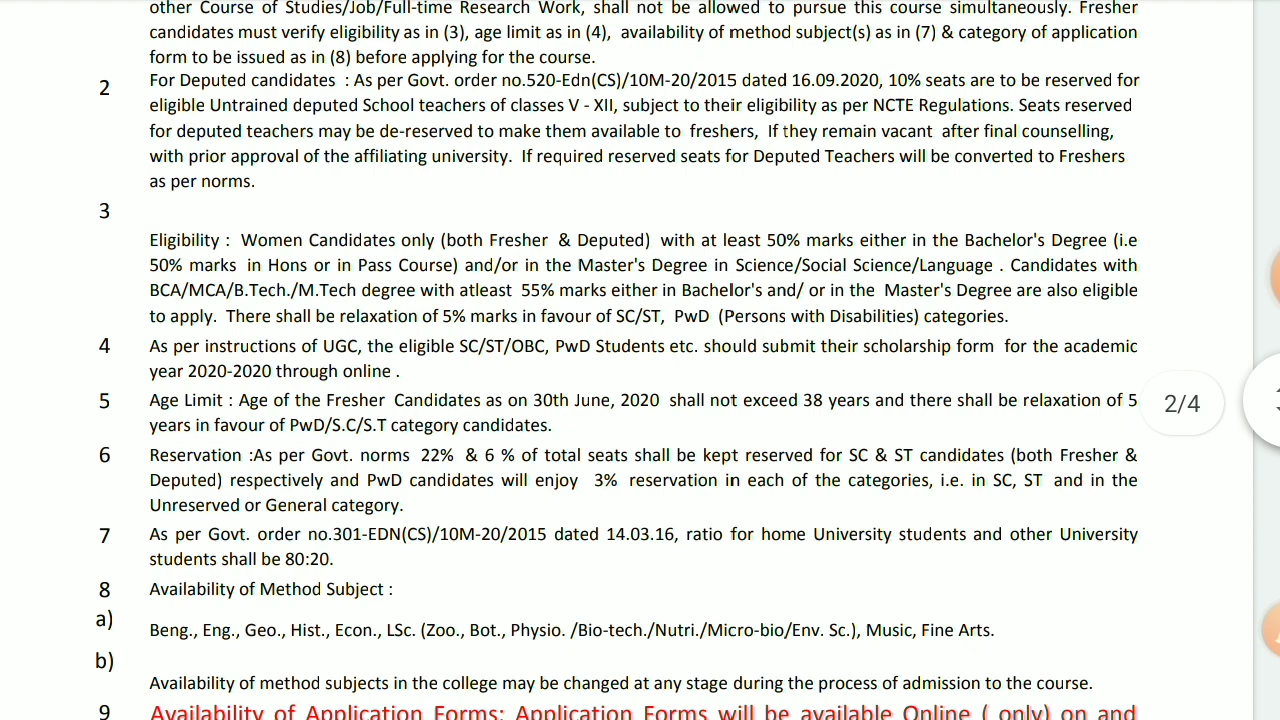 other Course of Studies/Job/Full-time Research Work, shall not be allowed to pursue this course simultaneously. Fresher
candidates must verify eligibility as in (3), age limit as in (4), availability of method subject(s) as in (7) & category of application
form to be issued as in (8) before applying for the course.
2 For Deputed candidates : As per Govt. order no.520-Edn(CS)/10M-20/2015 dated 16.09.2020, 10% seats are to be reserved for
eligible Untrained deputed School teachers of classes V - XII, subject to their eligibility as per NCTE Regulations. Seats reserved
for deputed teachers may be de-reserved to make them available to freshers, If they remain vacant after final counselling,
with prior approval of the affiliating university. If required reserved seats for Deputed Teachers will be converted to Freshers
as per norms.
3
Eligibility : Women Candidates only (both Fresher & Deputed) with at least 50% marks either in the Bachelor's Degree (i.e
50% marks in Hons or in Pass Course) and/or in the Master's Degree in Science/Social Science/Language . Candidates with
BCA/MCA/B.Tech./M.Tech degree with atleast 55% marks either in Bachelor's and/ or in the Master's Degree are also eligible
to apply. There shall be relaxation of 5% marks in favour of SC/ST, PwD (Persons with Disabilities) categories.
4 As per instructions of UGC, the eligible SC/ST/OBC, PwD Students etc. should submit their scholarship form for the academic
year 2020-2020 through online .
5 Age Limit : Age of the Fresher Candidates as on 30th June, 2020 shall not exceed 38 years and there shall be relaxation of 5
years in favour of PwD/S.C/S.T category candidates.
2/4
6 Reservation :As per Govt. norms 22% & 6 % of total seats shall be kept reserved for SC & ST candidates (both Fresher &
Deputed) respectively and PwD candidates will enjoy 3% reservation in each of the categories, i.e. in SC, ST and in the
Unreserved or General category.
7 As per Govt. order no.301-EDN(CS)/10M-20/2015 dated 14.03.16, ratio for home University students and other University
students shall be 80:20.
8 Availability of Method Subject :
a) Beng., Eng., Geo., Hist., Econ., LSc. (Zoo., Bot., Physio. /Bio-tech./Nutri./Micro-bio/Env. Sc.), Music, Fine Arts.
b)
Availability of method subjects in the college may be changed at any stage during the process of admission to the course.
9 Availability of Application Forms: Application Forms will be available Online ( only) on and